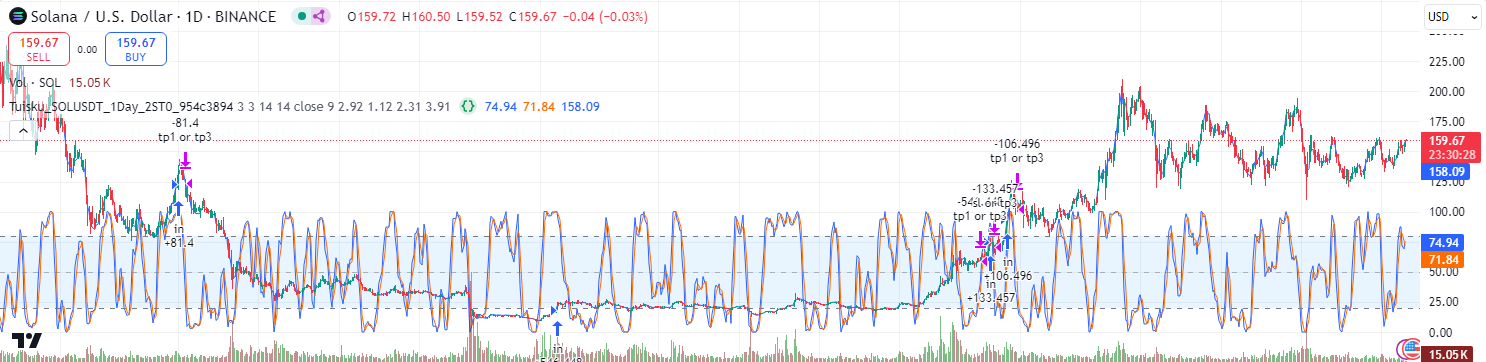 Solana / U.S. Dollar · 1D · BINANCE O159.72 H160.50 L159.52 C159.67 −0.04 (−0.03%)
USD
159.67 SELL 0.00 159.67 BUY
Vol · SOL 15.05 K
Tuisku_SOLUSDT_1Day_2ST0_954c3894 3 3 14 14 close 9 2.92 1.12 2.31 3.91 74.94 71.84 158.09
-81.4
tp1 or tp3
in
+81.4
in
-106.496
tp1 or tp3
-133.457
tp1 or tp3
in
+106.496
in
+133.457
225.00
200.00
175.00
159.67
23:30:28
158.09
125.00
100.00
74.94
71.84
50.00
25.00
0.00
15.05 K